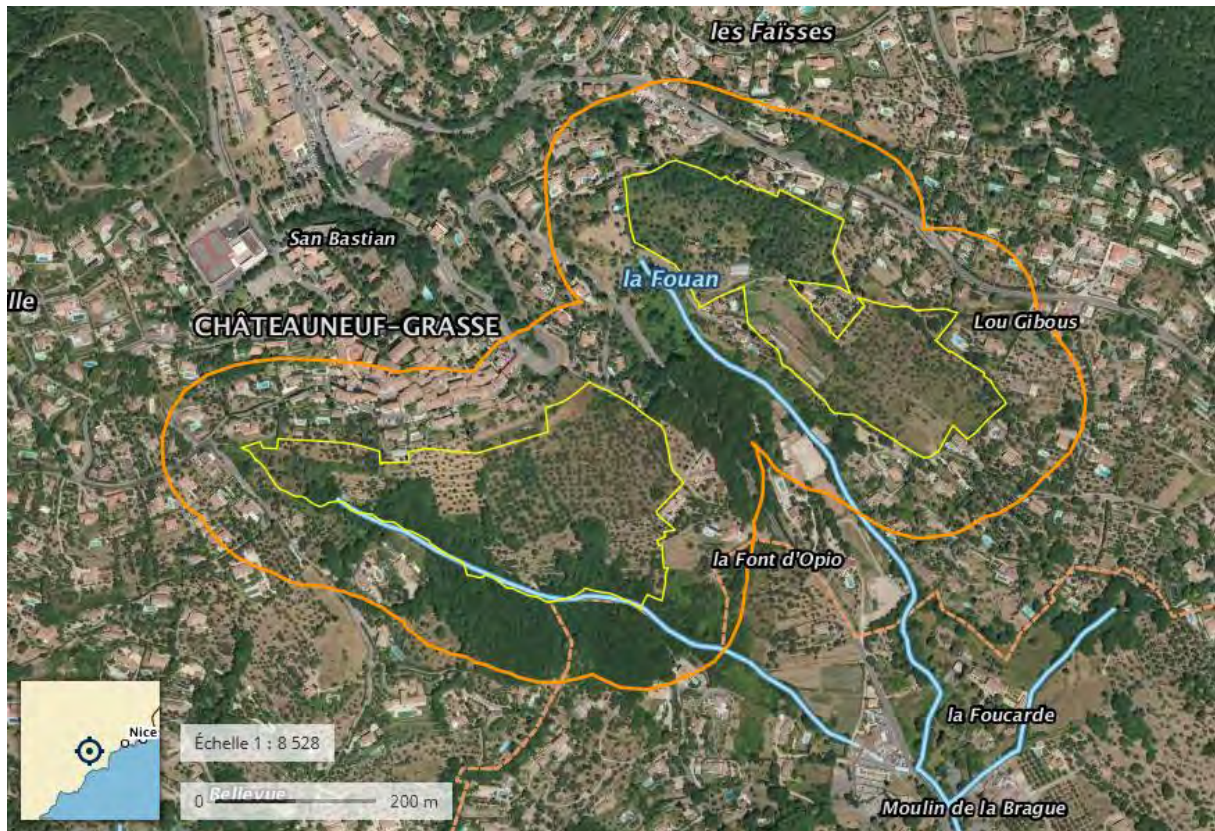 les Faïsses
San Bastian
la Fouan
lle
CHÂTEAUNEUF-GRASSE
Lou Gibous
la Font d'Opio
Nice
la Foucarde
Échelle 1 : 8 528
Bellevue
0 200 m
Moulin de la Brague